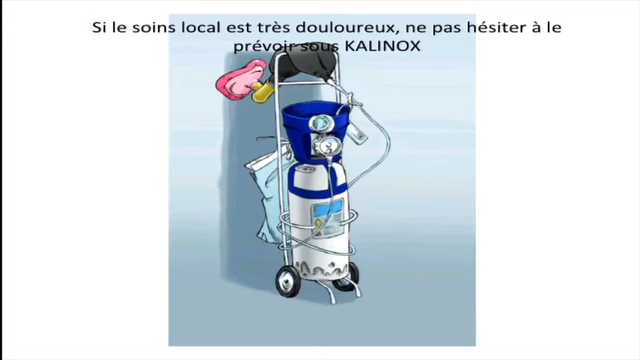 Si le soins local est très douloureux, ne pas hésiter à le
prévoir sous KALINOX